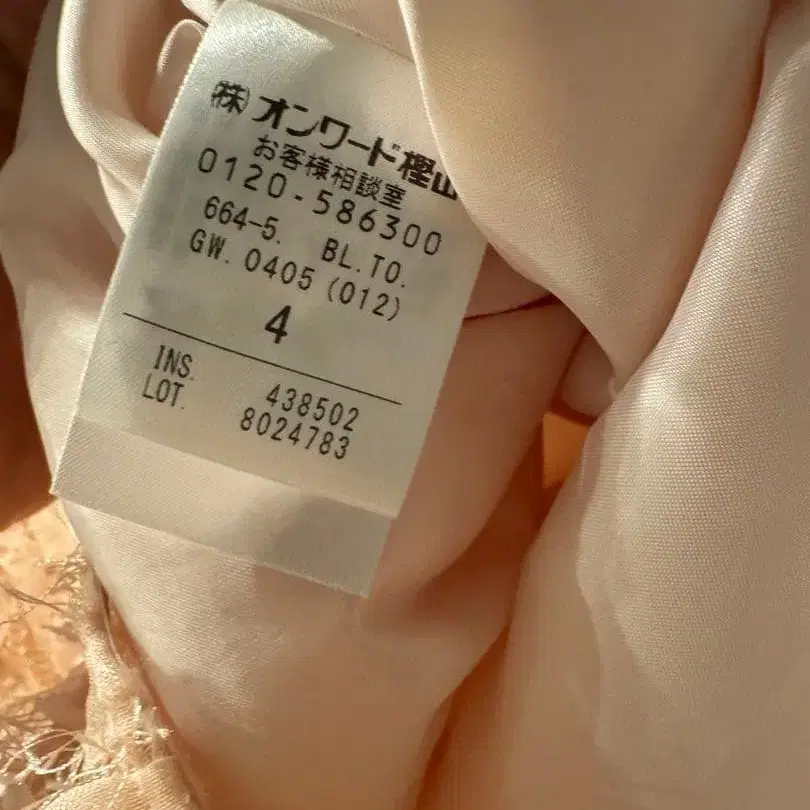 ㈱オンワード樫山
お客様相談室
0120-586300
664-5. BL.TO.
GW.0405(012)
4
INS. 438502
LOT. 8024783